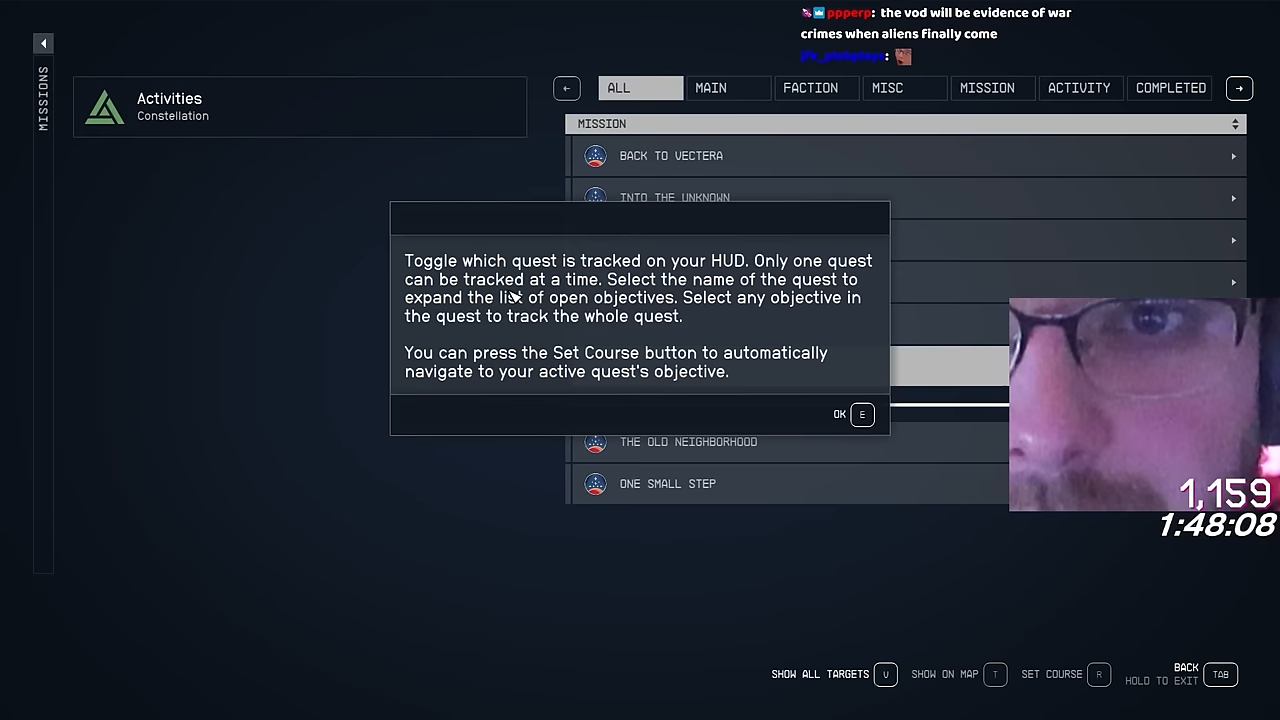 ppperp: the vod will be evidence of war
crimes when aliens finally come
MISSIONS
Activities
Constellation
ALL
MAIN
FACTION
MISC
MISSION
ACTIVITY
COMPLETED
MISSION
BACK TO VECTERA
INTO THE UNKNOWN
Toggle which quest is tracked on your HUD. Only one quest
can be tracked at a time. Select the name of the quest to
expand the list of open objectives. Select any objective in
the quest to track the whole quest.
You can press the Set Course button to automatically
navigate to your active quest's objective.
OK E
THE OLD NEIGHBORHOOD
ONE SMALL STEP
1,159
1:48:08
SHOW ALL TARGETS U
SHOW ON MAP T
SET COURSE R
BACK
HOLD TO EXIT
TAB